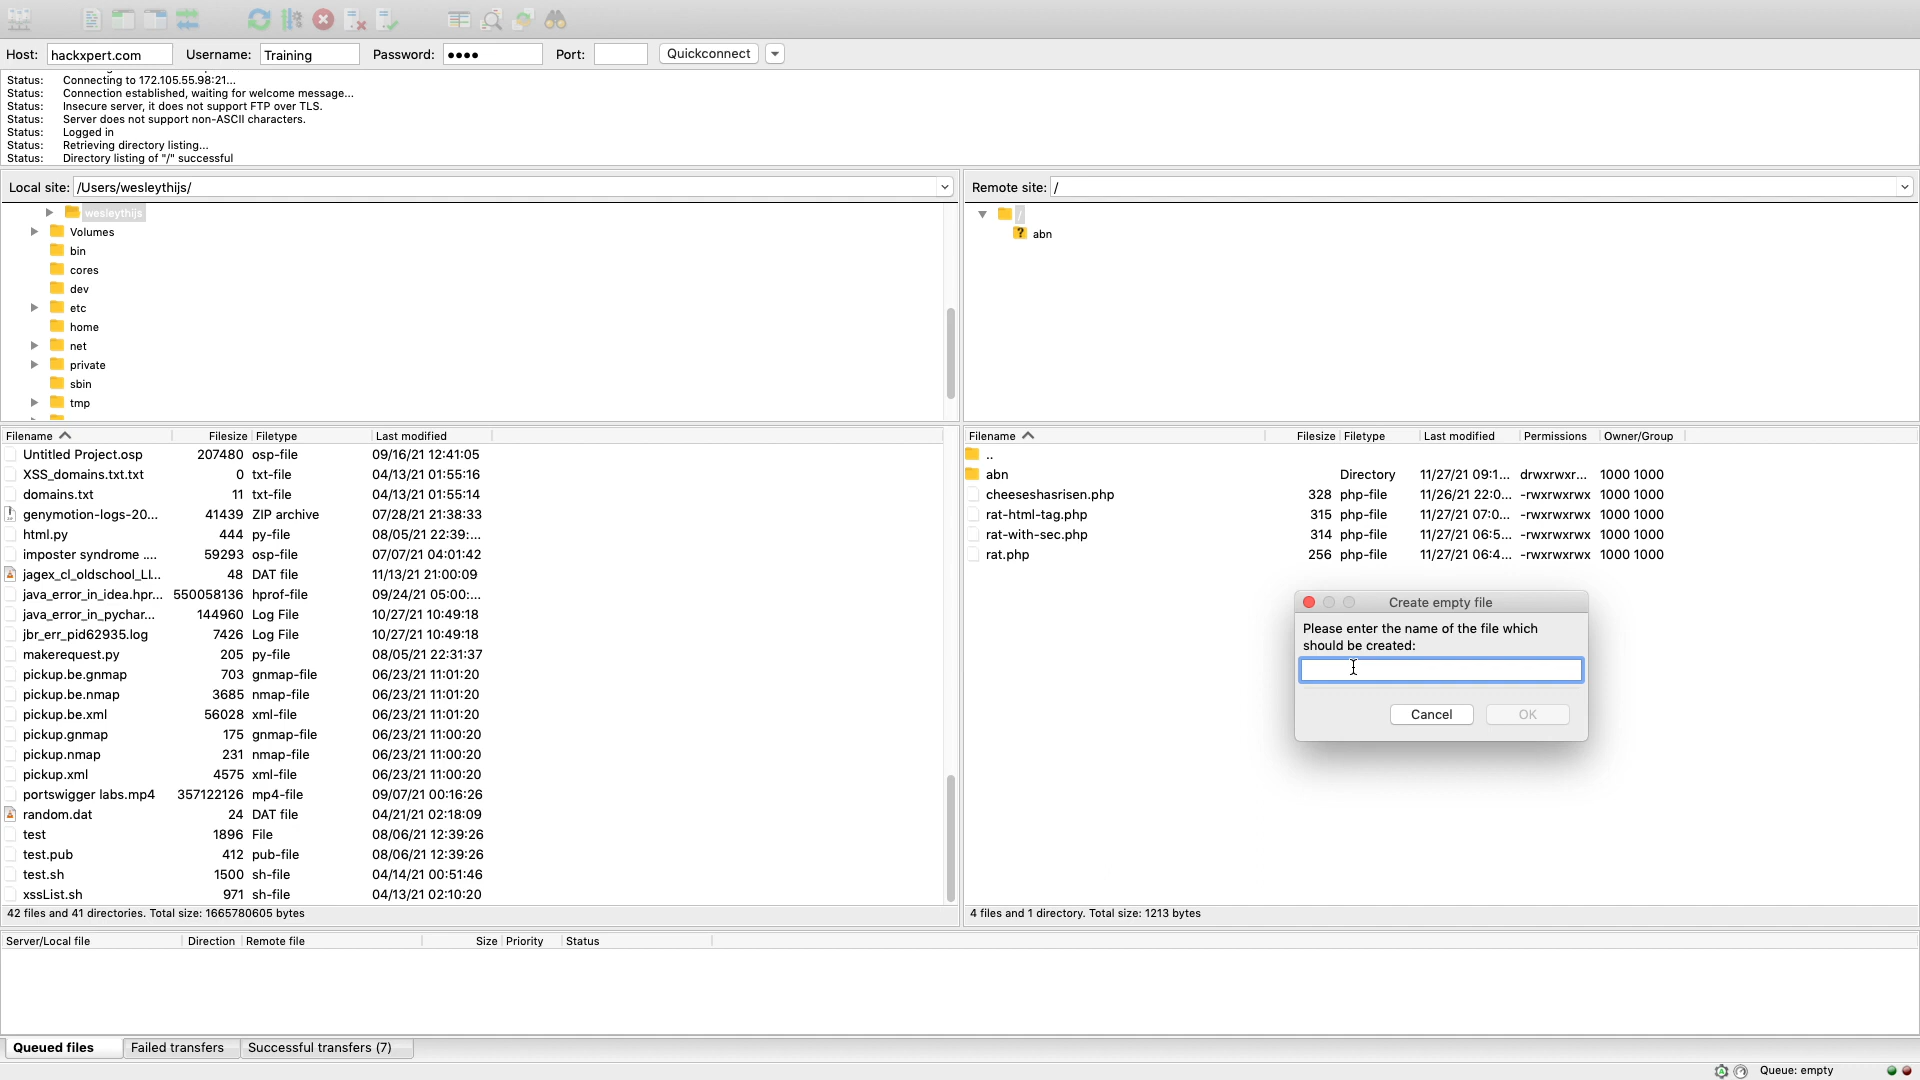 Host: hackxpert.com Username: Training Password: •••• Port: Quickconnect
Status: Connecting to 172.105.55.98:21...
Status: Connection established, waiting for welcome message...
Status: Insecure server, it does not support FTP over TLS.
Status: Server does not support non-ASCII characters.
Status: Logged in
Status: Retrieving directory listing...
Status: Directory listing of "/" successful
Local site: /Users/wesleythijs/
wesleythijs
Volumes
bin
cores
dev
etc
home
net
private
sbin
tmp
Remote site: /
/
? abn
Filename Filesize Filetype Last modified
Untitled Project.osp 207480 osp-file 09/16/21 12:41:05
XSS_domains.txt.txt 0 txt-file 04/13/21 01:55:16
domains.txt 11 txt-file 04/13/21 01:55:14
genymotion-logs-20... 41439 ZIP archive 07/28/21 21:38:33
html.py 444 py-file 08/05/21 22:39:...
imposter syndrome .... 59293 osp-file 07/07/21 04:01:42
jagex_cl_oldschool_LI... 48 DAT file 11/13/21 21:00:09
java_error_in_idea.hpr... 550058136 hprof-file 09/24/21 05:00:...
java_error_in_pychar... 144960 Log File 10/27/21 10:49:18
jbr_err_pid62935.log 7426 Log File 10/27/21 10:49:18
makerequest.py 205 py-file 08/05/21 22:31:37
pickup.be.gnmap 703 gnmap-file 06/23/21 11:01:20
pickup.be.nmap 3685 nmap-file 06/23/21 11:01:20
pickup.be.xml 56028 xml-file 06/23/21 11:01:20
pickup.gnmap 175 gnmap-file 06/23/21 11:00:20
pickup.nmap 231 nmap-file 06/23/21 11:00:20
pickup.xml 4575 xml-file 06/23/21 11:00:20
portswigger labs.mp4 357122126 mp4-file 09/07/21 00:16:26
random.dat 24 DAT file 04/21/21 02:18:09
test 1896 File 08/06/21 12:39:26
test.pub 412 pub-file 08/06/21 12:39:26
test.sh 1500 sh-file 04/14/21 00:51:46
xssList.sh 971 sh-file 04/13/21 02:10:20
42 files and 41 directories. Total size: 1665780605 bytes
Filename Filesize Filetype Last modified Permissions Owner/Group
..
abn Directory 11/27/21 09:1... drwxrwxr... 1000 1000
cheeseshasrisen.php 328 php-file 11/26/21 22:0... -rwxrwxrwx 1000 1000
rat-html-tag.php 315 php-file 11/27/21 07:0... -rwxrwxrwx 1000 1000
rat-with-sec.php 314 php-file 11/27/21 06:5... -rwxrwxrwx 1000 1000
rat.php 256 php-file 11/27/21 06:4... -rwxrwxrwx 1000 1000
Create empty file
Please enter the name of the file which
should be created:
Cancel OK
4 files and 1 directory. Total size: 1213 bytes
Server/Local file Direction Remote file Size Priority Status
Queued files Failed transfers Successful transfers (7)
Queue: empty